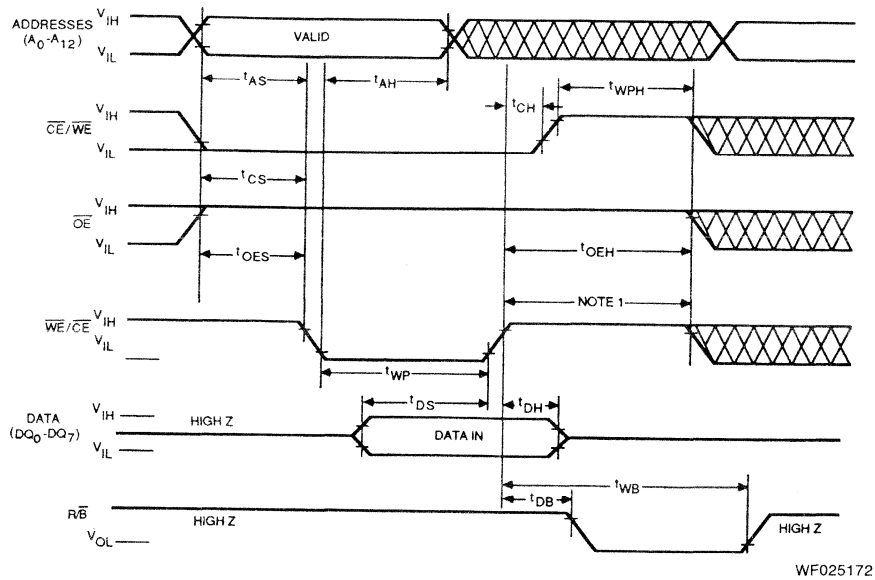 ADDRESSES
(A0-A12)
VIH
VIL
VALID
tAS
tAH
tWPH
tCH
CE/WE
VIH
VIL
tCS
OE
VIH
VIL
tOES
tOEH
NOTE 1
WE/CE
VIH
VIL
tWP
tDS
tDH
DATA
(DQ0-DQ7)
VIH
VIL
HIGH Z
DATA IN
tWB
tDB
R/B
HIGH Z
VOL
HIGH Z
WF025172